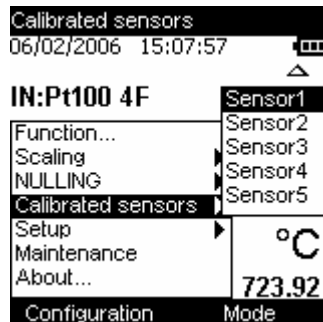 Calibrated sensors
06/02/2006 15:07:57
IN:Pt100 4F
Sensor1
Sensor2
Sensor3
Sensor4
Sensor5
Function...
Scaling
NULLING
Calibrated sensors
Setup
Maintenance
About...
°C
723.92
Configuration Mode